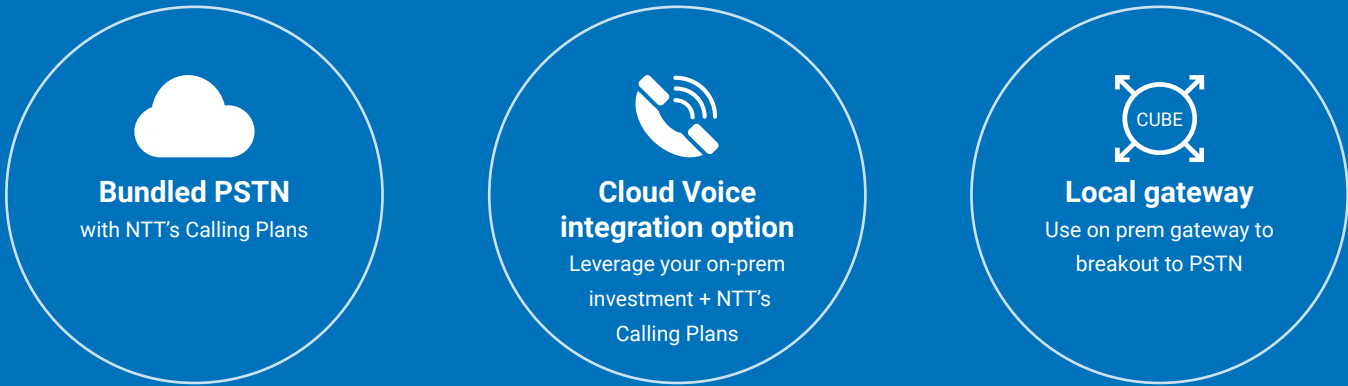 Bundled PSTN
with NTT's Calling Plans
Cloud Voice
integration option
Leverage your on-prem
investment + NTT's
Calling Plans
CUBE
Local gateway
Use on prem gateway to
breakout to PSTN